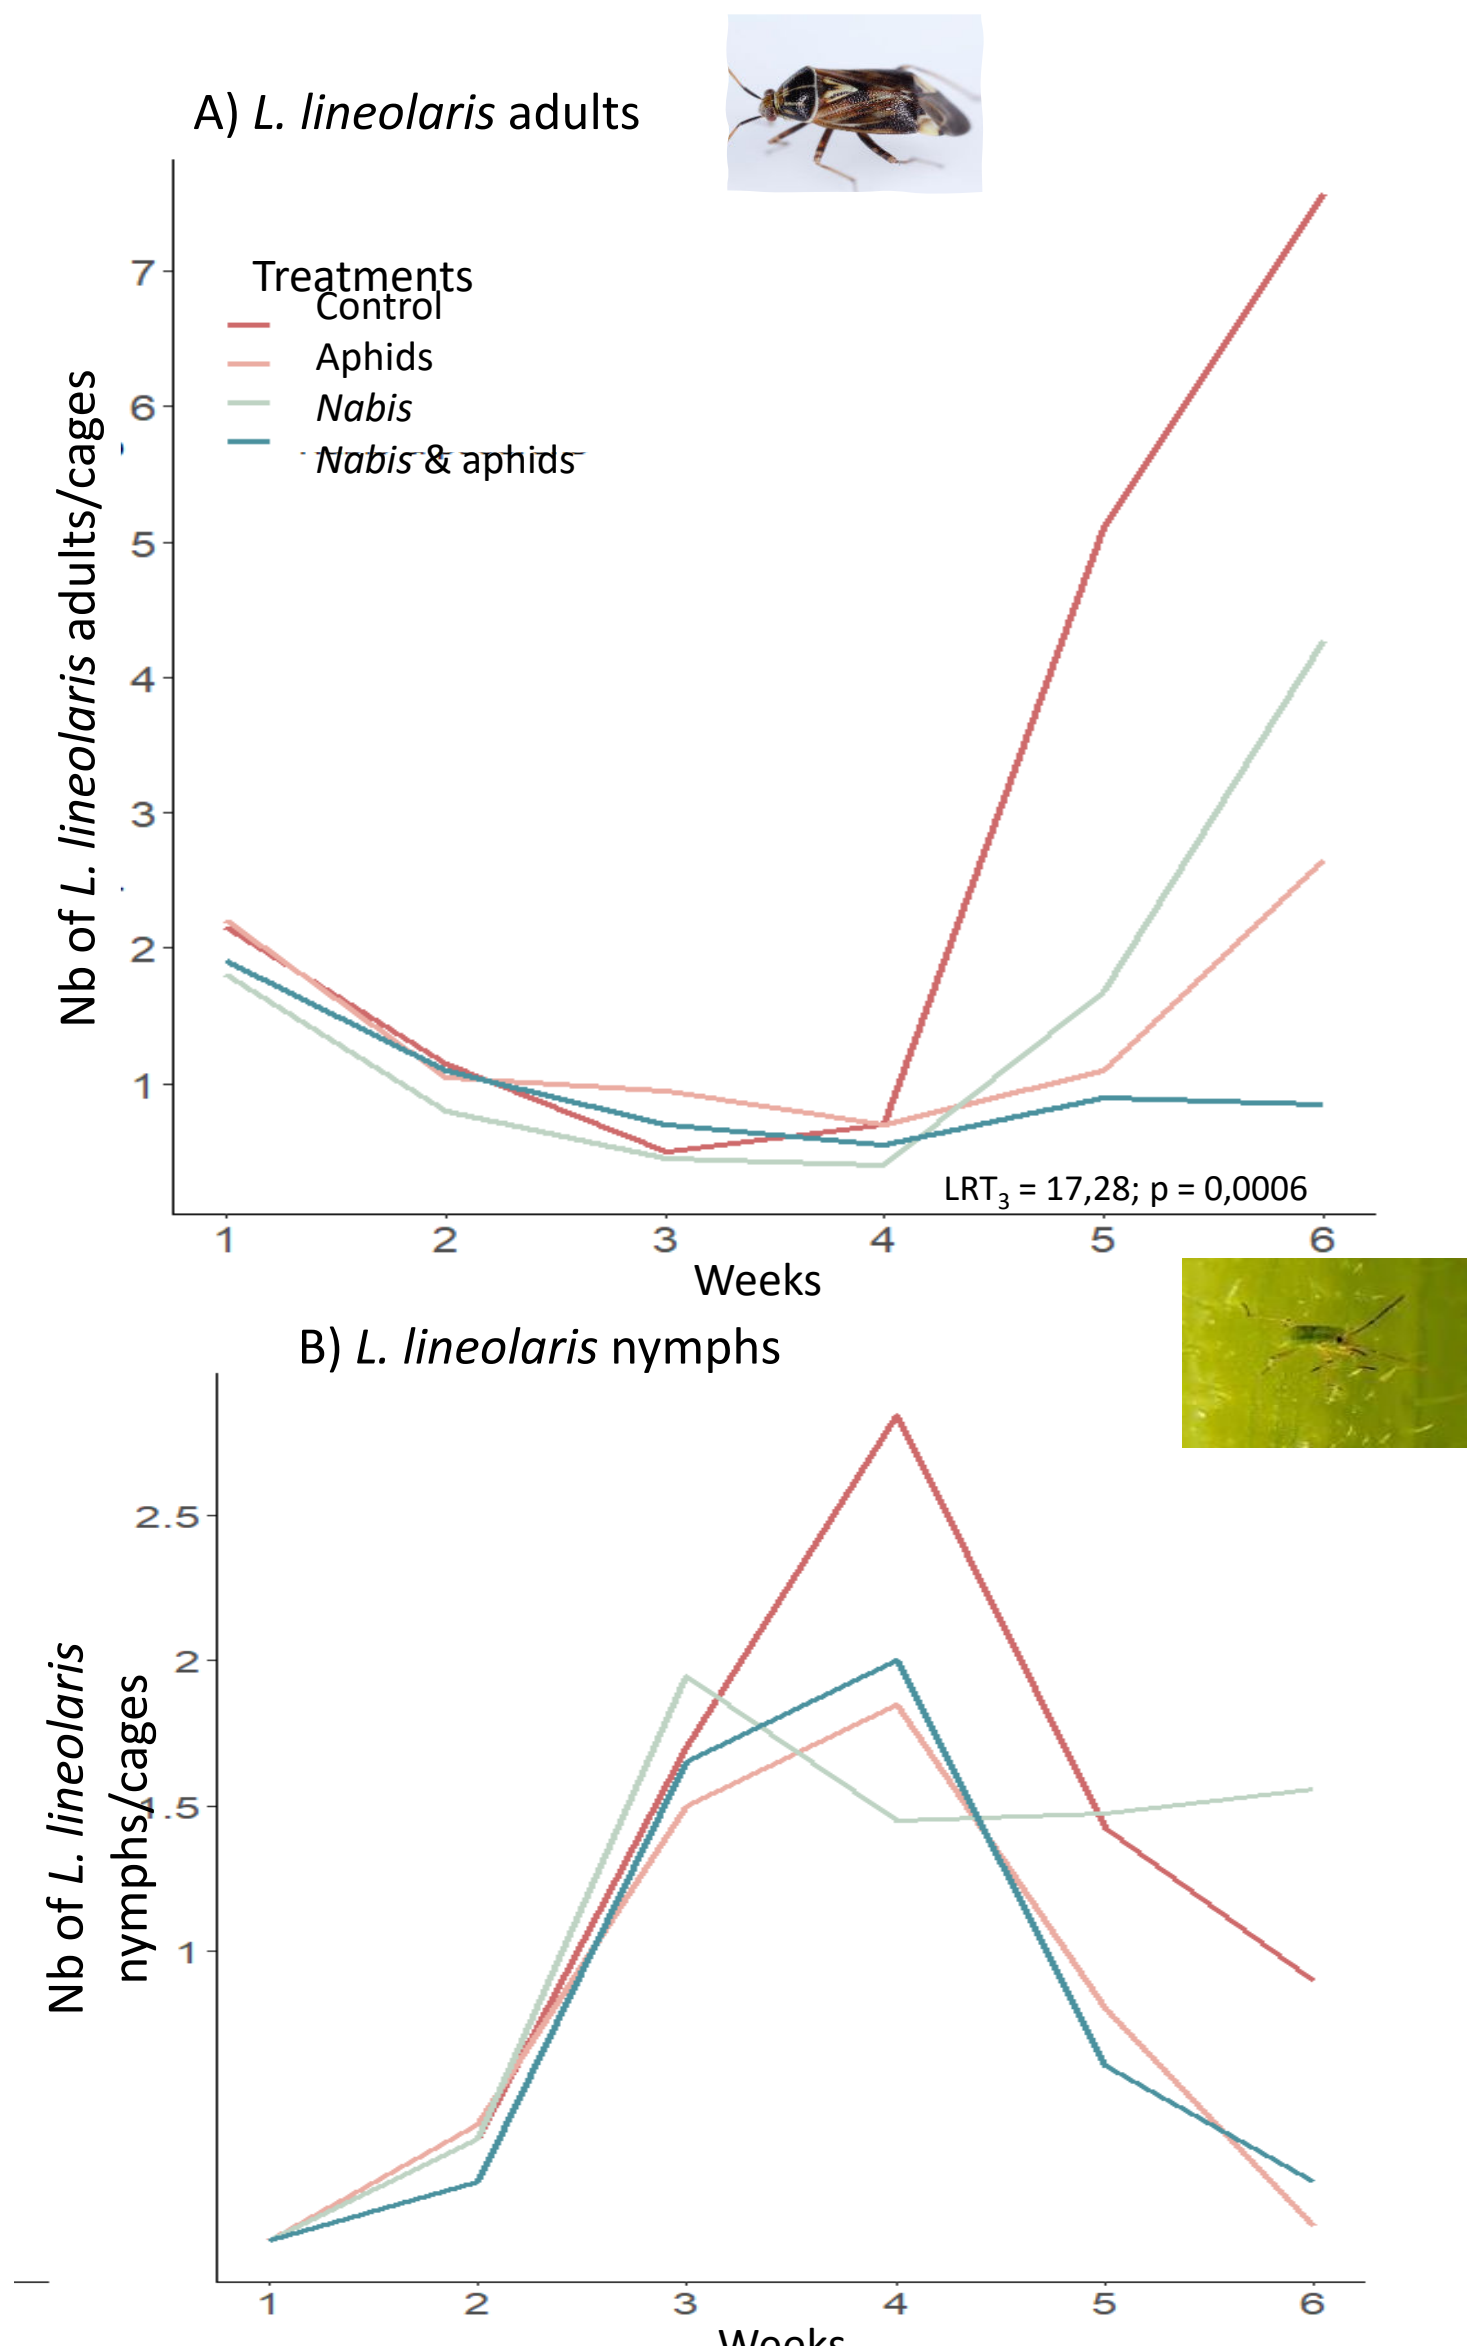 A) L. lineolaris adults
Nb of L. lineolaris adults/cages
7
6
5
4
3
2
1
Treatments
Control
Aphids
Nabis
Nabis & aphids
LRT3 = 17,28; p = 0,0006
1 2 3 4 5 6
Weeks
B) L. lineolaris nymphs
Nb of L. lineolaris
nymphs/cages
2.5
2
1.5
1
1 2 3 4 5 6
Weeks